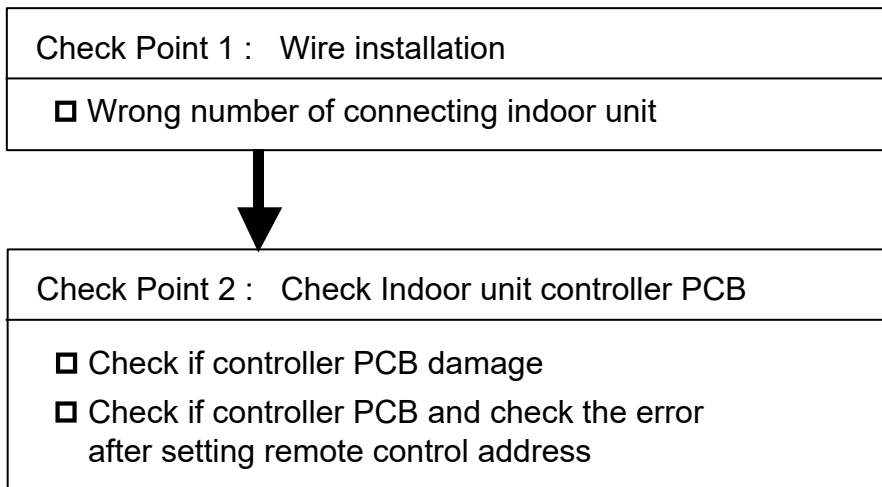 Check Point 1 : Wire installation
Wrong number of connecting indoor unit
Check Point 2 : Check Indoor unit controller PCB
Check if controller PCB damage
Check if controller PCB and check the error
after setting remote control address